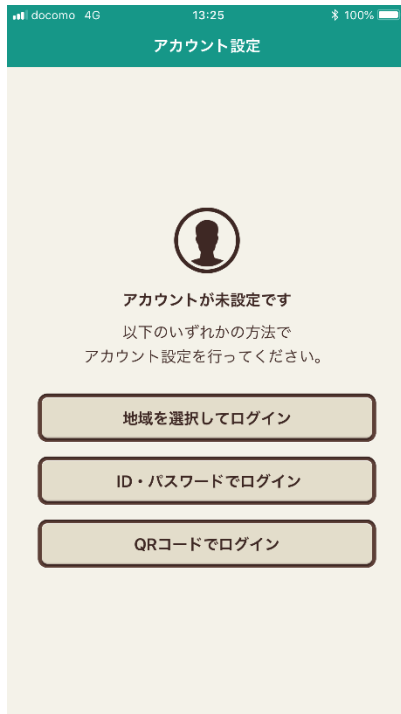 docomo 4G 13:25 100%
アカウント設定
アカウントが未設定です
以下のいずれかの方法で
アカウント設定を行ってください。
地域を選択してログイン
ID・パスワードでログイン
QRコードでログイン